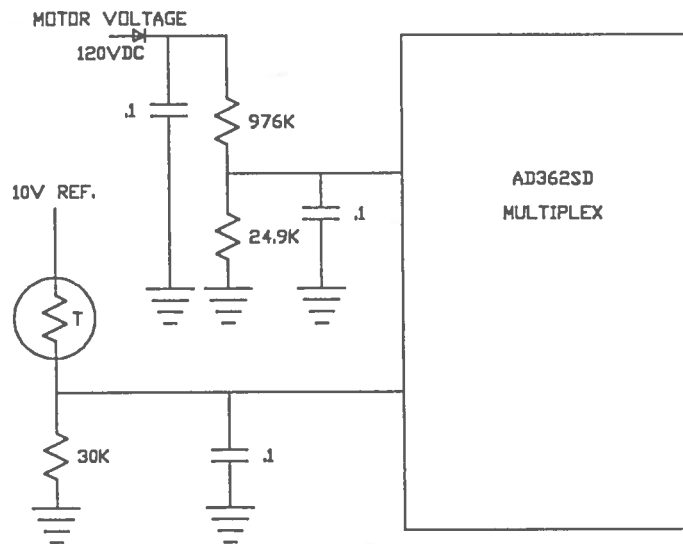 MOTOR VOLTAGE
120VDC
.1
976K
10V REF.
AD362SD
MULTIPLEX
.1
24.9K
T
30K
.1